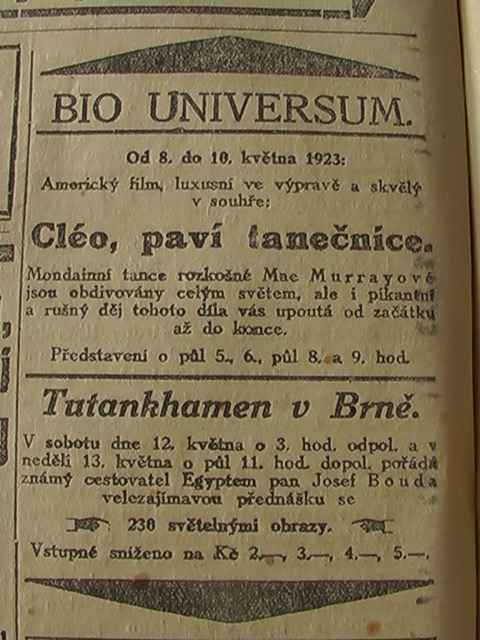 BIO UNIVERSUM.
Od 8. do 10. května 1923:
Americký film, luxusní ve výpravě a skvělý
v souhře:
Cléo, paví tanečnice.
Mondainní tance rozkošné Mae Murrayové
jsou obdivovány celým světem, ale i pikantní
a rušný děj tohoto díla vás upoutá od začátku
až do konce.
Představení o půl 5., 6., půl 8. a 9. hod.
Tutankhamen v Brně.
V sobotu dne 12. května o 3. hod. odpol. a v
neděli 13. května o půl 11. hod. dopol. pořádá
známý cestovatel Egyptem pan Josef Bouda
velezajímavou přednášku se
230 světelnými obrazy.
Vstupné sníženo na Kč 2.—, 3.—, 4.—, 5.—.